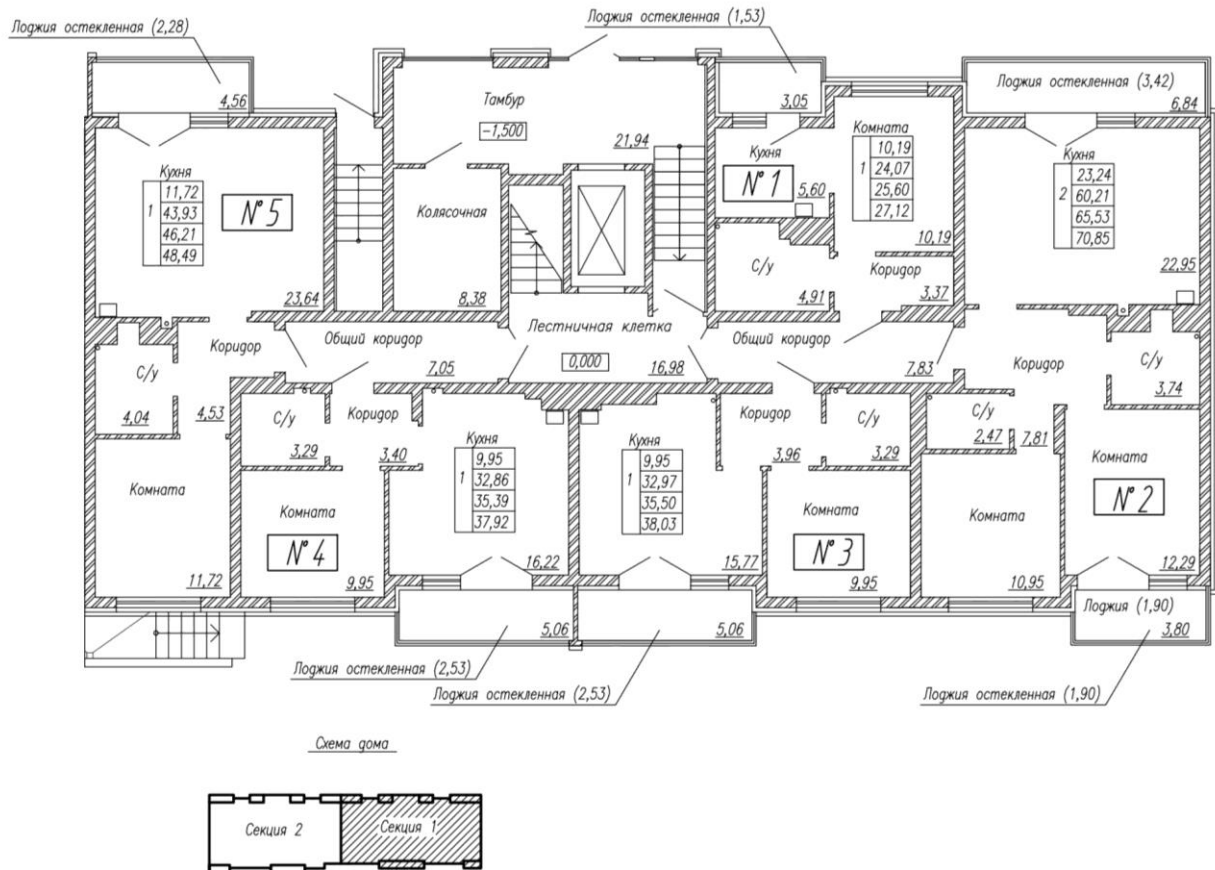 Лоджия остекленная (2,28)
Лоджия остекленная (1,53)
4,56
Тамбур
-1,500
21,94
3,05
Лоджия остекленная (3,42)
6,84
Кухня
1
11,72
43,93
46,21
48,49
N° 5
23,64
Колясочная
8,38
Кухня
N° 1
5,60
Комната
1
10,19
24,07
25,60
27,12
10,19
Кухня
2
23,24
60,21
65,53
70,85
22,95
С/у
4,91
Коридор
3,37
Коридор
Общий коридор
7,05
Лестничная клетка
0,000
16,98
Общий коридор
7,83
Коридор
С/у
4,04
4,53
С/у
3,29
Коридор
3,40
Кухня
1
9,95
32,86
35,39
37,92
16,22
Кухня
1
9,95
32,97
35,50
38,03
15,77
Коридор
3,96
С/у
3,29
С/у
2,47
7,81
С/у
3,74
Комната
11,72
Комната
N° 4
9,95
Комната
N° 3
9,95
Комната
10,95
Комната
N° 2
12,29
5,06
5,06
Лоджия (1,90)
3,80
Лоджия остекленная (2,53)
Лоджия остекленная (2,53)
Лоджия остекленная (1,90)
Схема дома
Секция 2
Секция 1